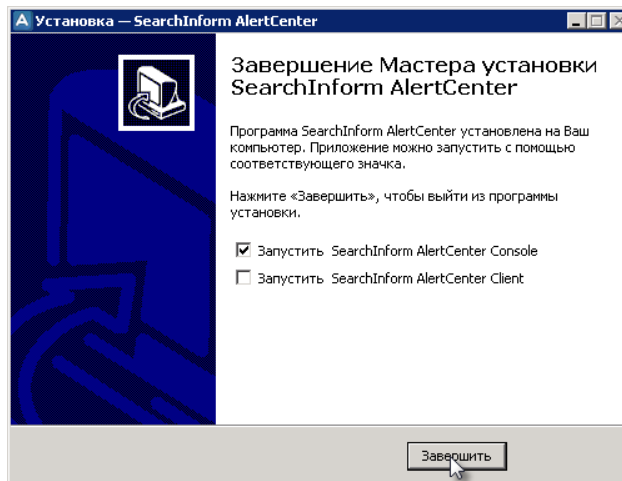 Установка — SearchInform AlertCenter
Завершение Мастера установки
SearchInform AlertCenter
Программа SearchInform AlertCenter установлена на Ваш
компьютер. Приложение можно запустить с помощью
соответствующего значка.
Нажмите «Завершить», чтобы выйти из программы
установки.
Запустить SearchInform AlertCenter Console
Запустить SearchInform AlertCenter Client
Завершить